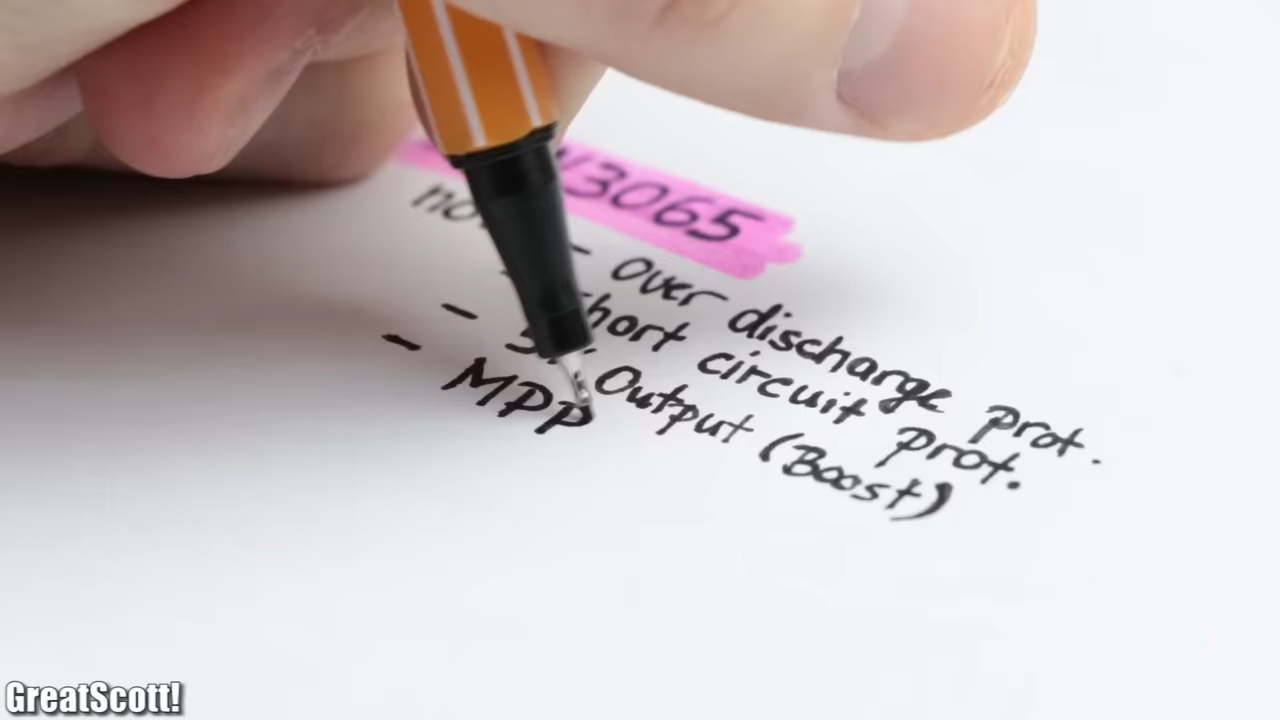 3065
- Over discharge prot.
- Short circuit prot.
- Output (Boost)
- MPP
GreatScott!